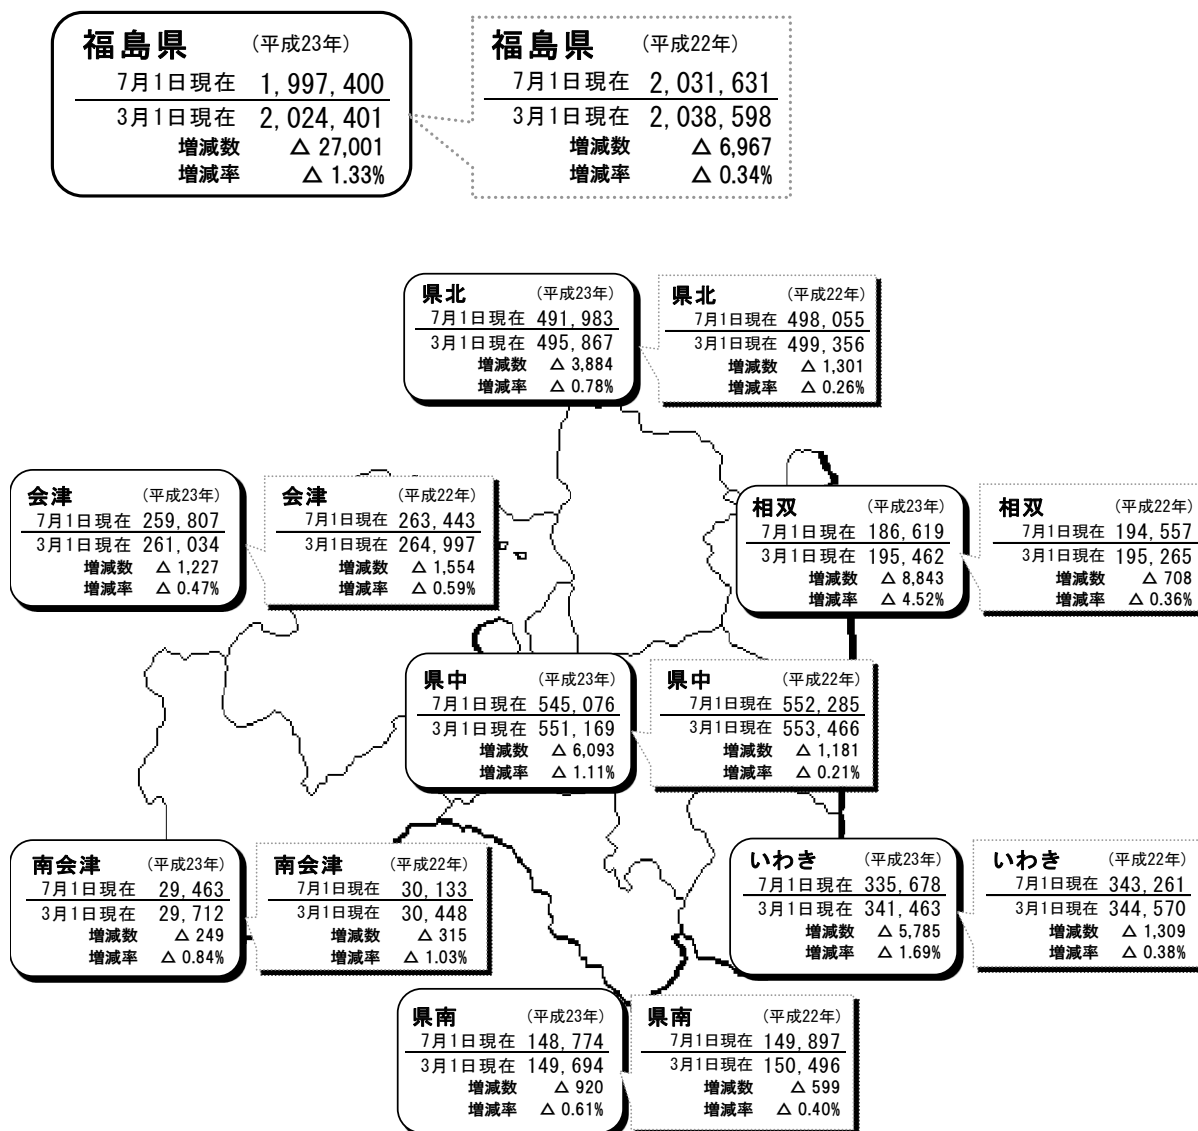 福島県 (平成23年)
7月1日現在 1,997,400
3月1日現在 2,024,401
増減数 △ 27,001
増減率 △ 1.33%
福島県 (平成22年)
7月1日現在 2,031,631
3月1日現在 2,038,598
増減数 △ 6,967
増減率 △ 0.34%
県北 (平成23年)
7月1日現在 491,983
3月1日現在 495,867
増減数 △ 3,884
増減率 △ 0.78%
県北 (平成22年)
7月1日現在 498,055
3月1日現在 499,356
増減数 △ 1,301
増減率 △ 0.26%
会津 (平成23年)
7月1日現在 259,807
3月1日現在 261,034
増減数 △ 1,227
増減率 △ 0.47%
会津 (平成22年)
7月1日現在 263,443
3月1日現在 264,997
増減数 △ 1,554
増減率 △ 0.59%
相双 (平成23年)
7月1日現在 186,619
3月1日現在 195,462
増減数 △ 8,843
増減率 △ 4.52%
相双 (平成22年)
7月1日現在 194,557
3月1日現在 195,265
増減数 △ 708
増減率 △ 0.36%
県中 (平成23年)
7月1日現在 545,076
3月1日現在 551,169
増減数 △ 6,093
増減率 △ 1.11%
県中 (平成22年)
7月1日現在 552,285
3月1日現在 553,466
増減数 △ 1,181
増減率 △ 0.21%
南会津 (平成23年)
7月1日現在 29,463
3月1日現在 29,712
増減数 △ 249
増減率 △ 0.84%
南会津 (平成22年)
7月1日現在 30,133
3月1日現在 30,448
増減数 △ 315
増減率 △ 1.03%
いわき (平成23年)
7月1日現在 335,678
3月1日現在 341,463
増減数 △ 5,785
増減率 △ 1.69%
いわき (平成22年)
7月1日現在 343,261
3月1日現在 344,570
増減数 △ 1,309
増減率 △ 0.38%
県南 (平成23年)
7月1日現在 148,774
3月1日現在 149,694
増減数 △ 920
増減率 △ 0.61%
県南 (平成22年)
7月1日現在 149,897
3月1日現在 150,496
増減数 △ 599
増減率 △ 0.40%